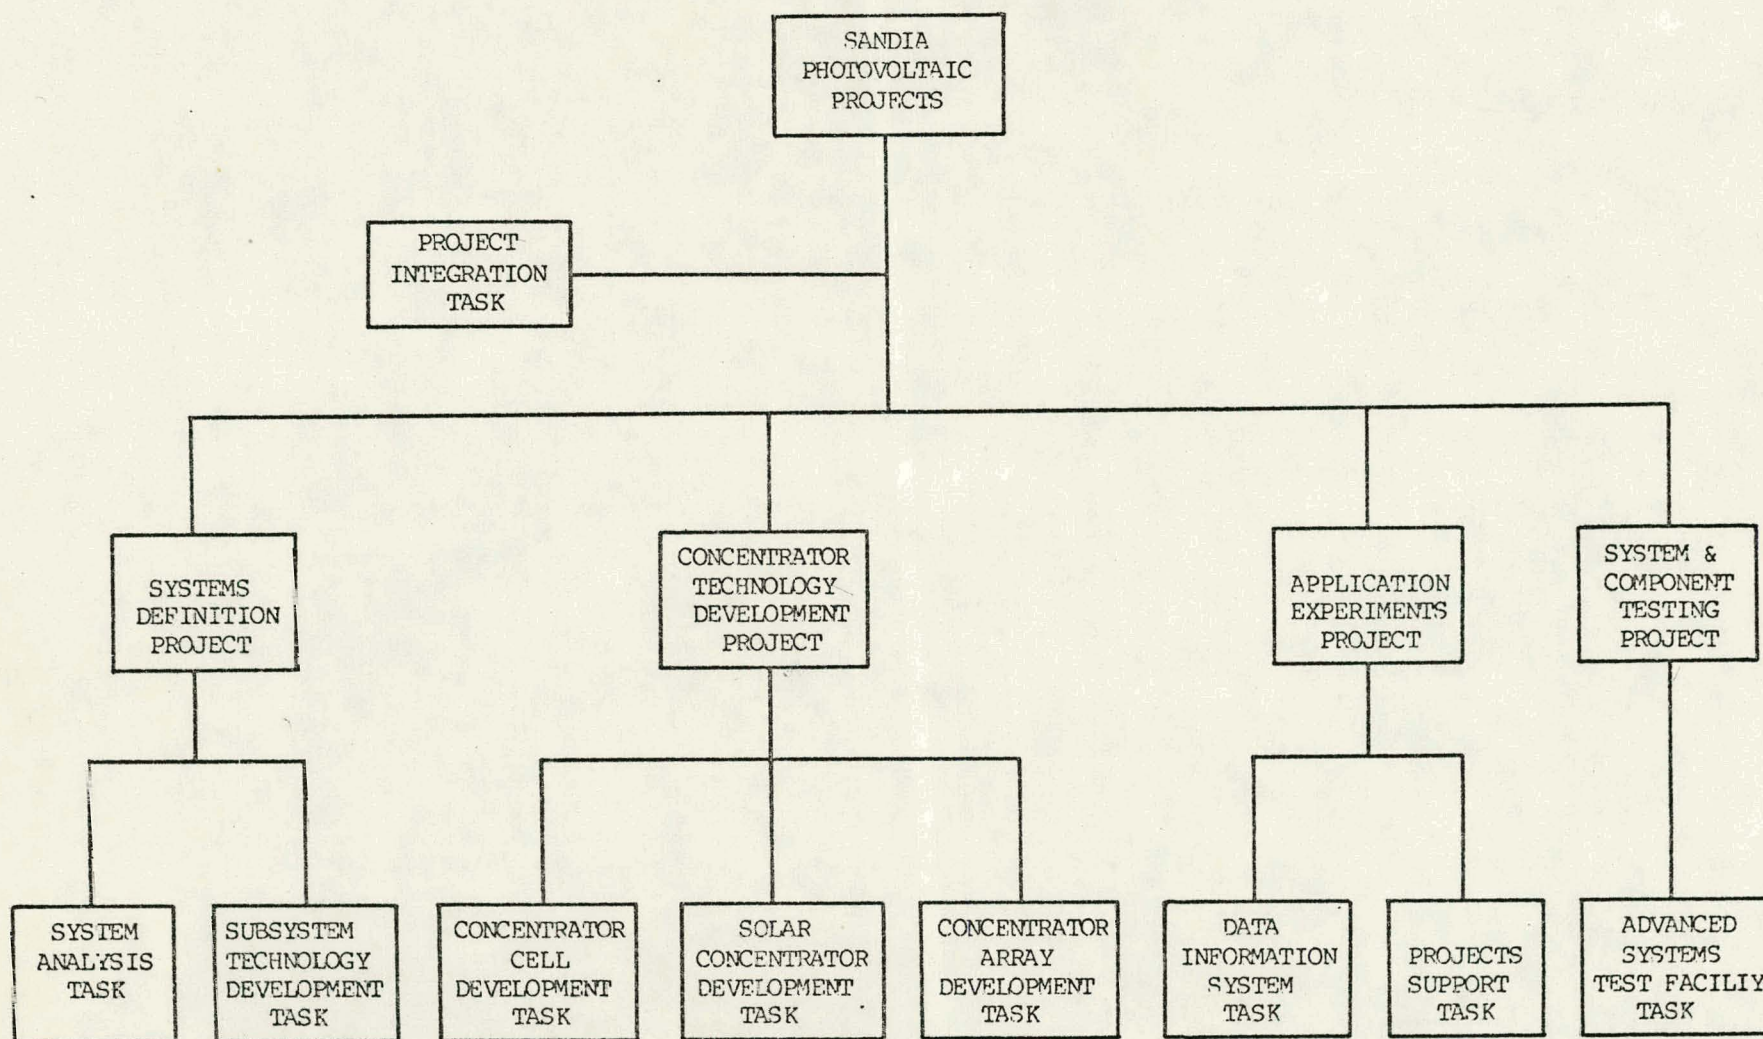 SANDIA
PHOTOVOLTAIC
PROJECTS
PROJECT
INTEGRATION
TASK
SYSTEMS
DEFINITION
PROJECT
CONCENTRATOR
TECHNOLOGY
DEVELOPMENT
PROJECT
APPLICATION
EXPERIMENTS
PROJECT
SYSTEM &
COMPONENT
TESTING
PROJECT
SYSTEM
ANALYSIS
TASK
SUBSYSTEM
TECHNOLOGY
DEVELOPMENT
TASK
CONCENTRATOR
CELL
DEVELOPMENT
TASK
SOLAR
CONCENTRATOR
DEVELOPMENT
TASK
CONCENTRATOR
ARRAY
DEVELOPMENT
TASK
DATA
INFORMATION
SYSTEM
TASK
PROJECTS
SUPPORT
TASK
ADVANCED
SYSTEMS
TEST FACILIY
TASK